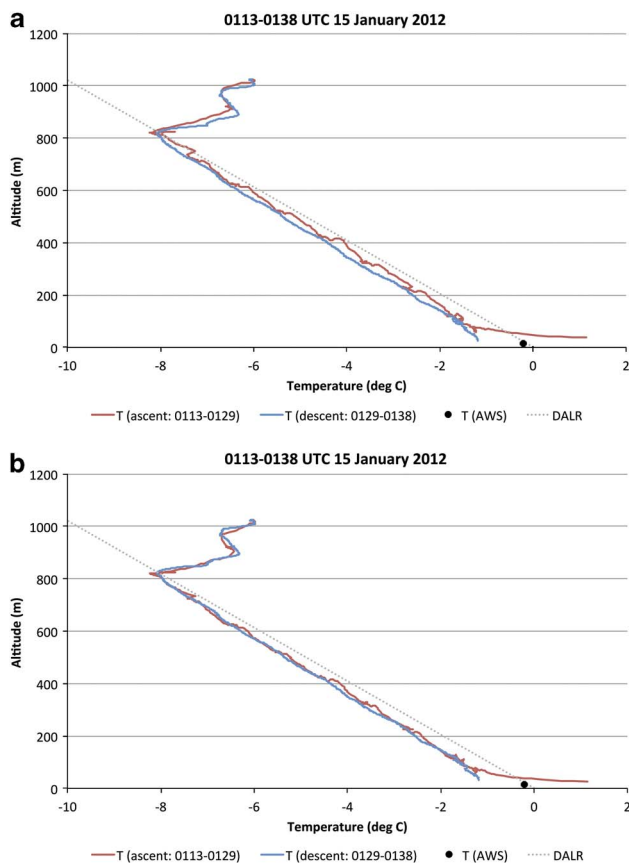 a
0113-0138 UTC 15 January 2012
1200
1000
800
600
400
200
0
Altitude (m)
-10 -8 -6 -4 -2 0 2
Temperature (deg C)
T (ascent: 0113-0129) T (descent: 0129-0138) T (AWS) DALR
b
0113-0138 UTC 15 January 2012
1200
1000
800
600
400
200
0
Altitude (m)
-10 -8 -6 -4 -2 0 2
Temperature (deg C)
T (ascent: 0113-0129) T (descent: 0129-0138) T (AWS) DALR